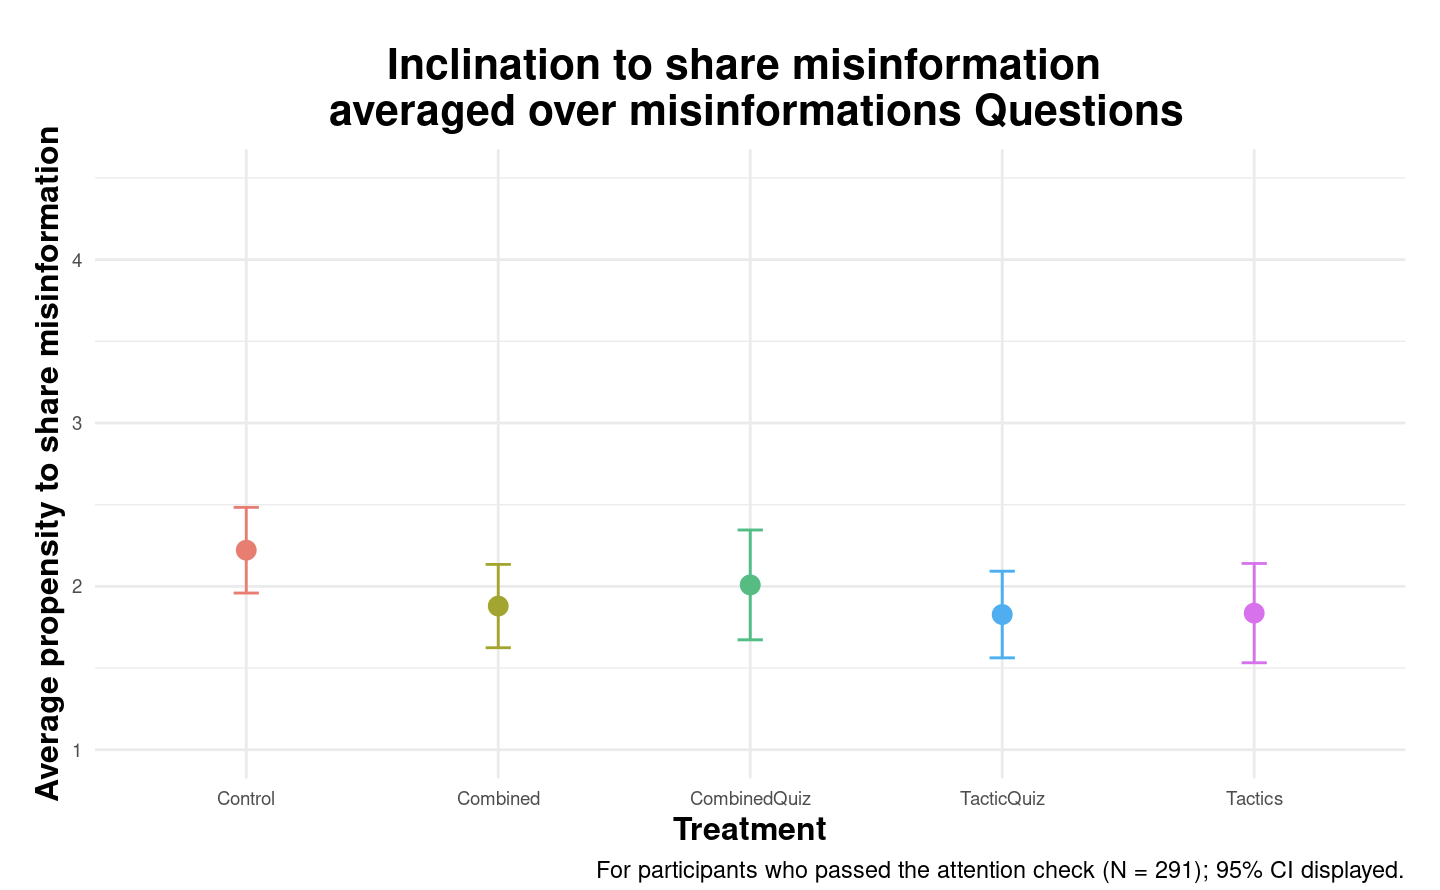 Inclination to share misinformation
averaged over misinformations Questions
Average propensity to share misinformation
4
3
2
1
Control
Combined
CombinedQuiz
TacticQuiz
Tactics
Treatment
For participants who passed the attention check (N = 291); 95% CI displayed.